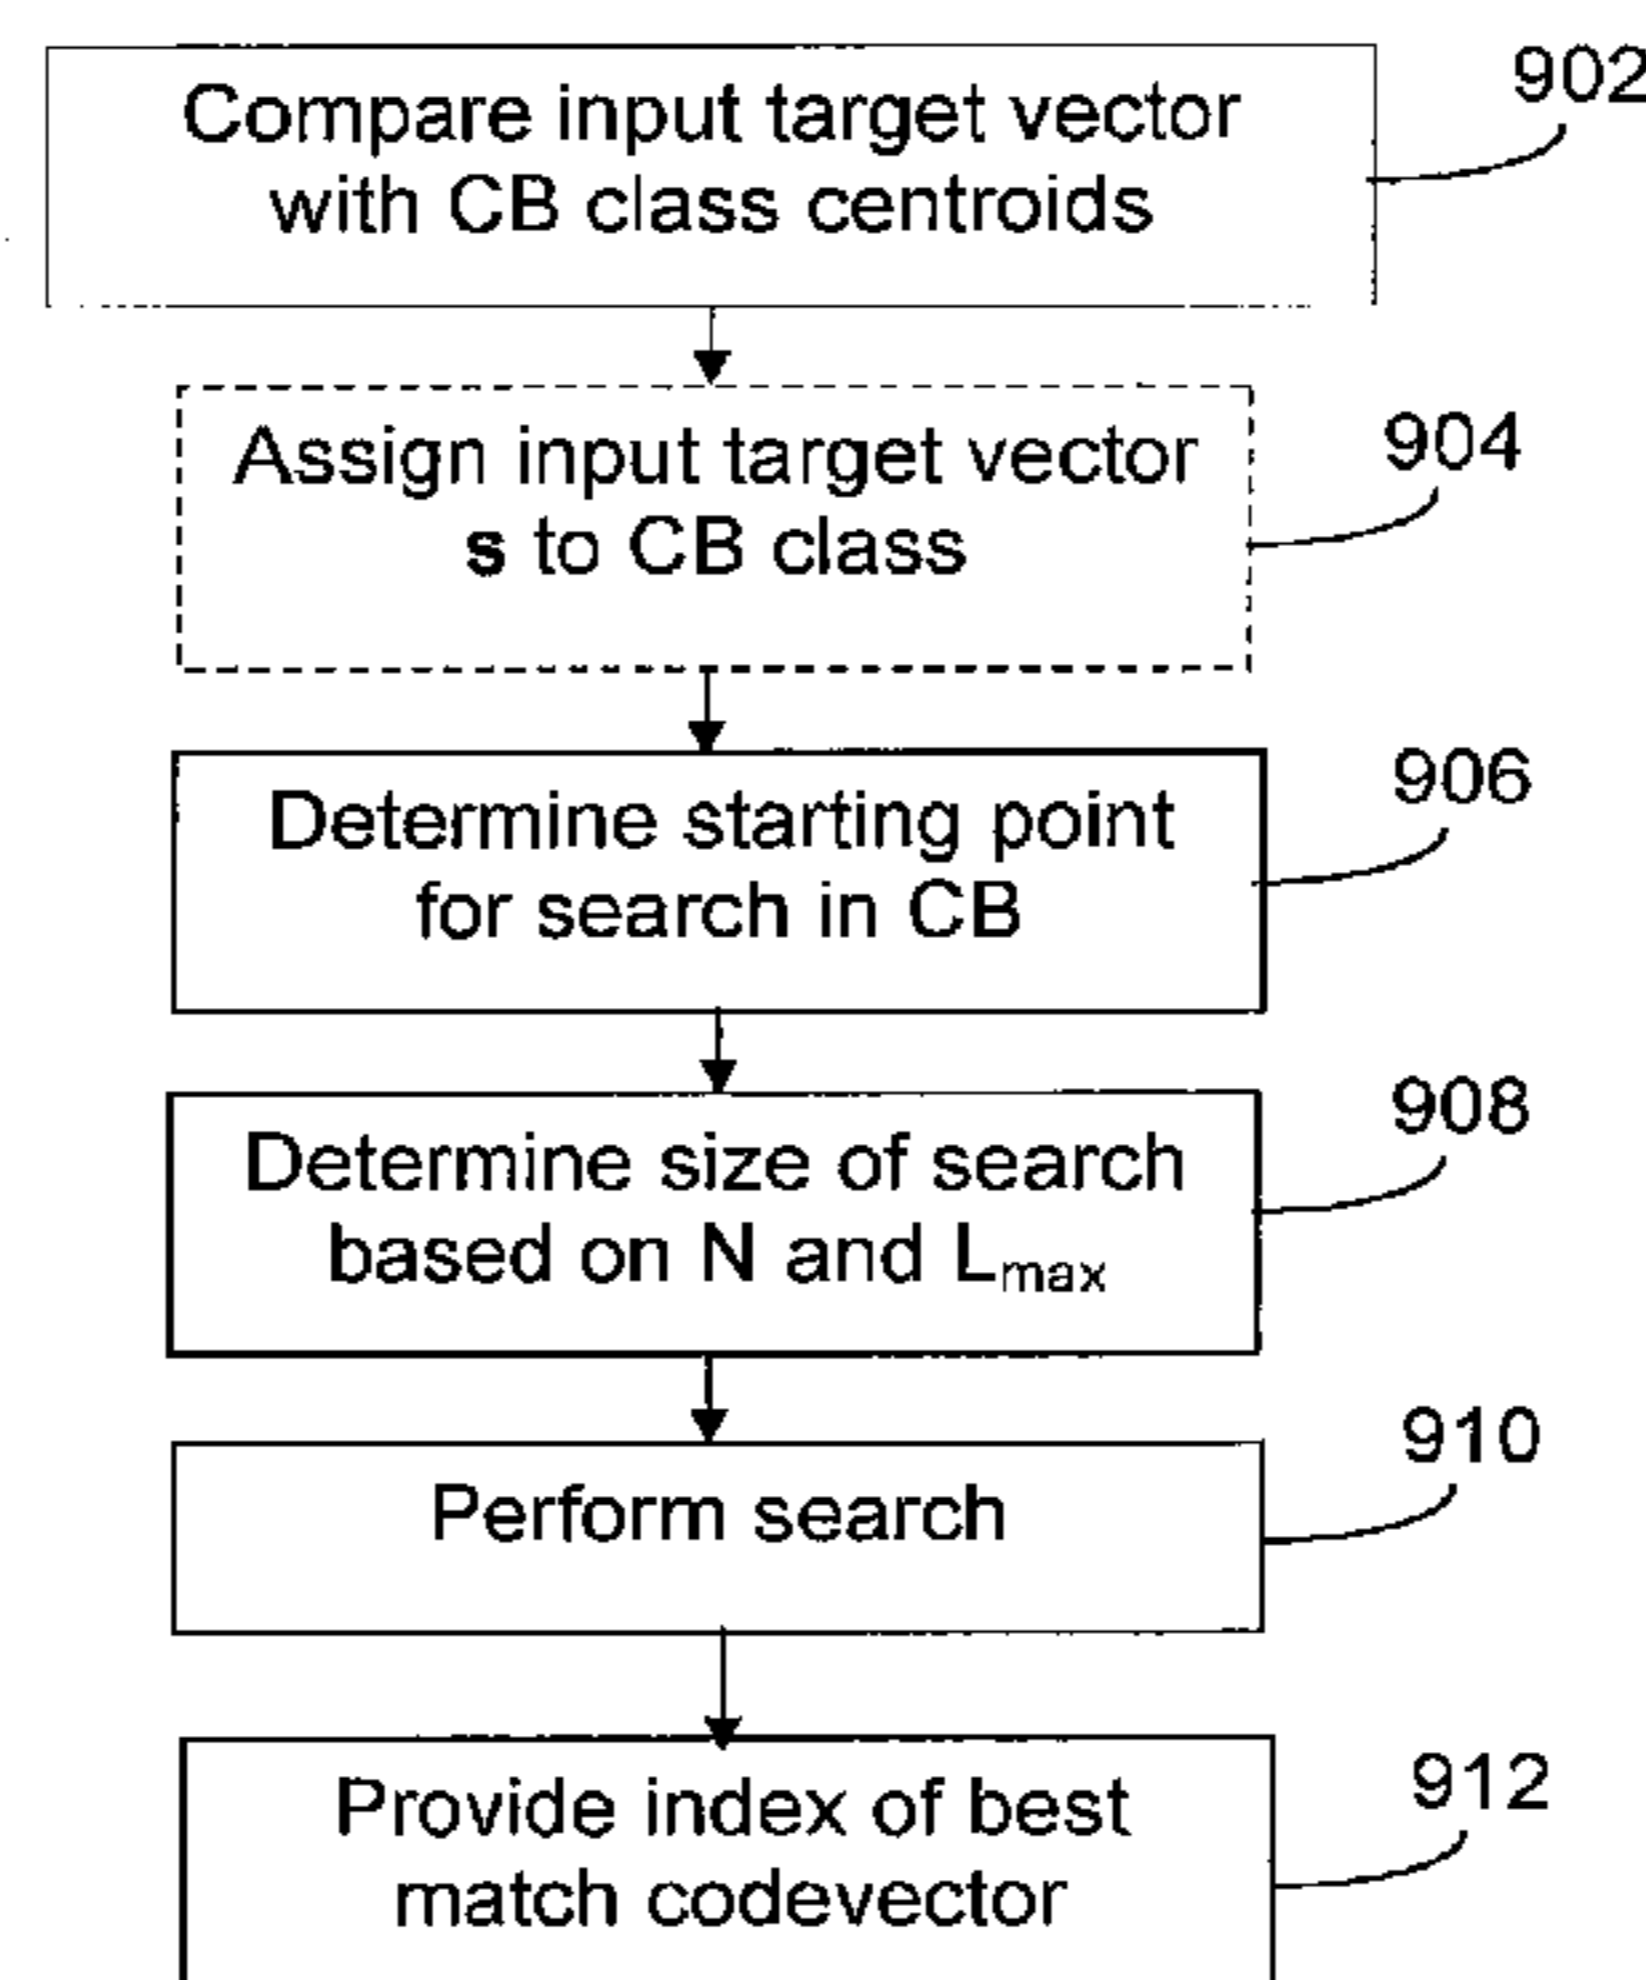 Compare input target vector
with CB class centroids
902
Assign input target vector
s to CB class
904
Determine starting point
for search in CB
906
Determine size of search
based on N and Lmax
908
Perform search
910
Provide index of best
match codevector
912